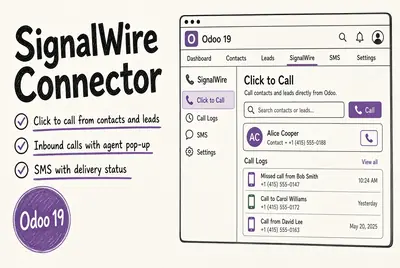 SignalWire
Connector
Click to call from contacts and leads
Inbound calls with agent pop-up
SMS with delivery status
Odoo 19
O Odoo 19
Dashboard Contacts Leads SignalWire SMS Settings
SignalWire
Click to Call
Call Logs
SMS
Settings
Click to Call
Call contacts and leads directly from Odoo.
Search contacts or leads... Call
AC
Alice Cooper
Contact • +1 (415) 555-0188
Call Logs View all
Missed call from Bob Smith
+1 (415) 555-0147
10:24 AM
Call to Carol Williams
+1 (415) 555-0172
Yesterday
Call from David Lee
+1 (415) 555-0163
May 20, 2025